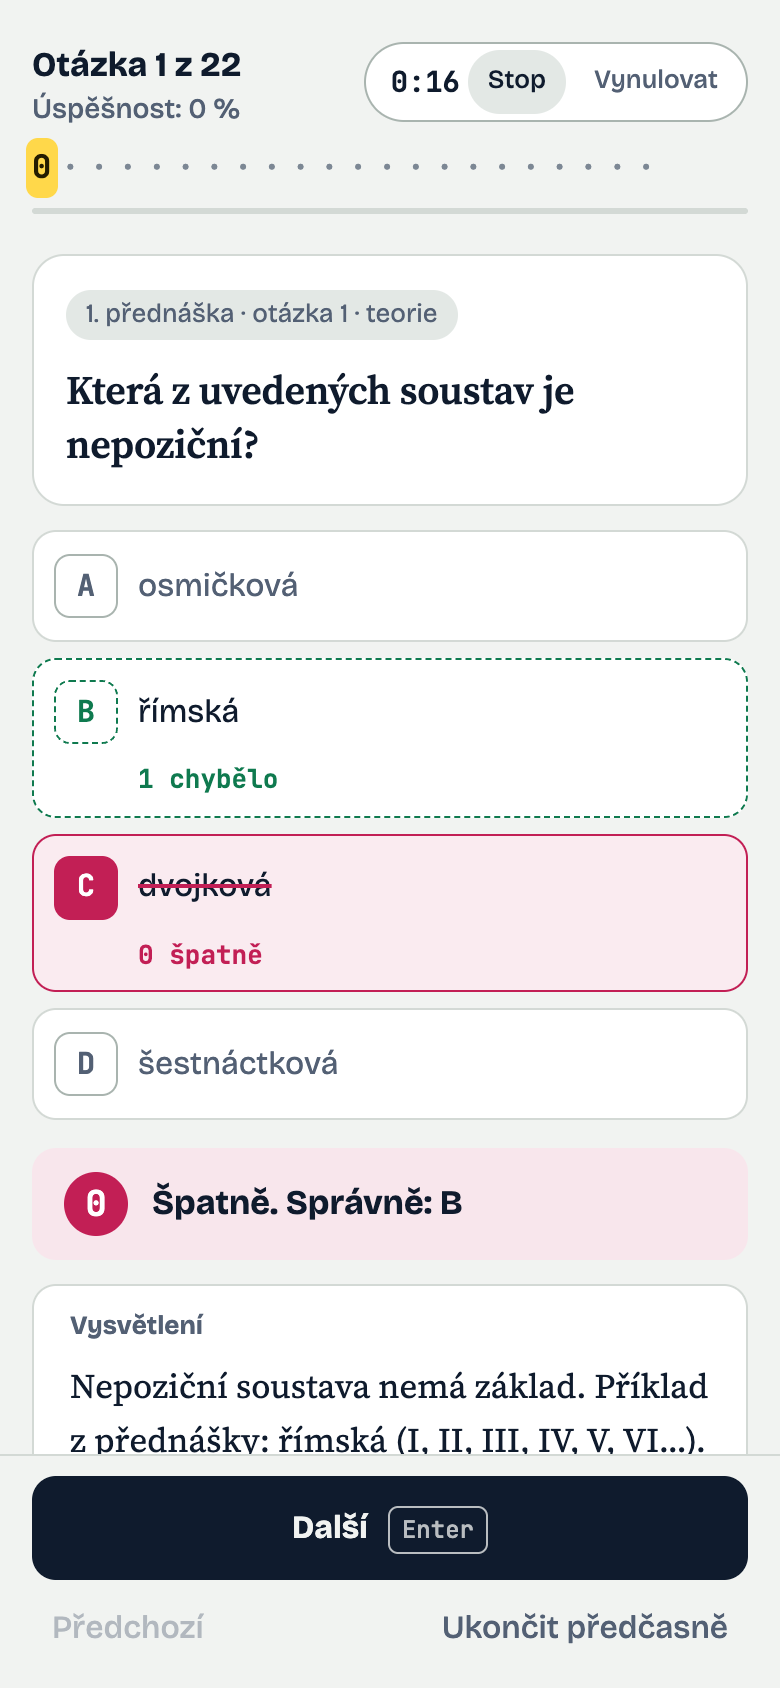 Otázka 1 z 22
Úspěšnost: 0 %
0:16 Stop Vynulovat
0
1. přednáška · otázka 1 · teorie
Která z uvedených soustav je
nepoziční?
A osmičková
B římská
1 chybělo
C dvojková
0 špatně
D šestnáctková
0 Špatně. Správně: B
Vysvětlení
Nepoziční soustava nemá základ. Příklad
z přednášky: římská (I, II, III, IV, V, VI...).
Další Enter
Předchozí Ukončit předčasně